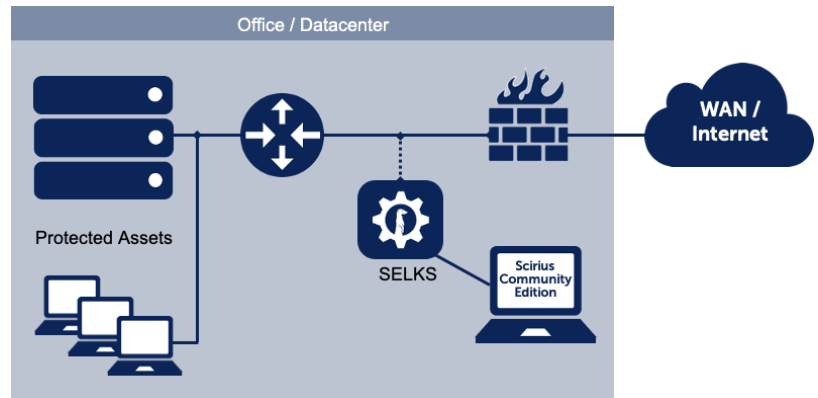 Office / Datacenter
WAN /
Internet
Protected Assets
SELKS
Scirius
Community
Edition